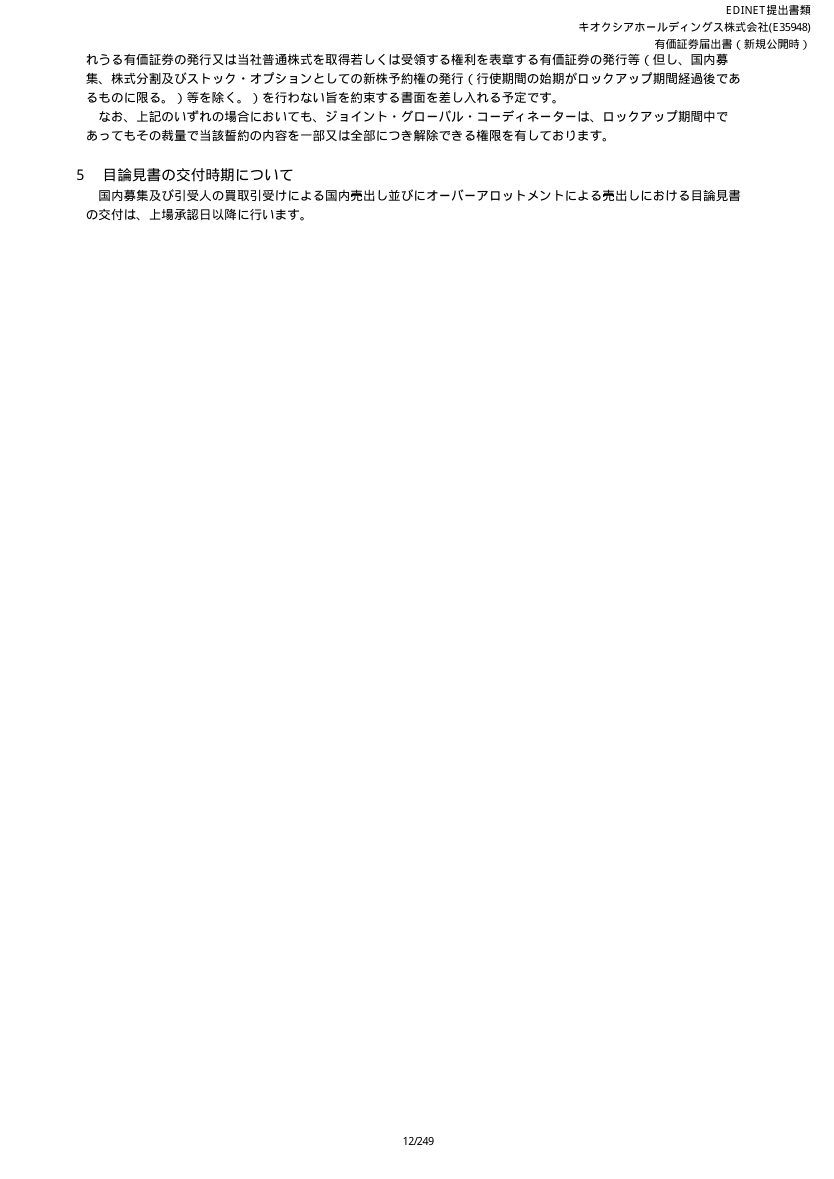 EDINET提出書類
キオクシアホールディングス株式会社(E35948)
有価証券届出書（新規公開時）
れうる有価証券の発行又は当社普通株式を取得若しくは受領する権利を表章する有価証券の発行等（但し、国内募
集、株式分割及びストック・オプションとしての新株予約権の発行（行使期間の始期がロックアップ期間経過後であ
るものに限る。）等を除く。）を行わない旨を約束する書面を差し入れる予定です。
なお、上記のいずれの場合においても、ジョイント・グローバル・コーディネーターは、ロックアップ期間中で
あってもその裁量で当該誓約の内容を一部又は全部につき解除できる権限を有しております。
5　目論見書の交付時期について
国内募集及び引受人の買取引受けによる国内売出し並びにオーバーアロットメントによる売出しにおける目論見書
の交付は、上場承認日以降に行います。
12/249